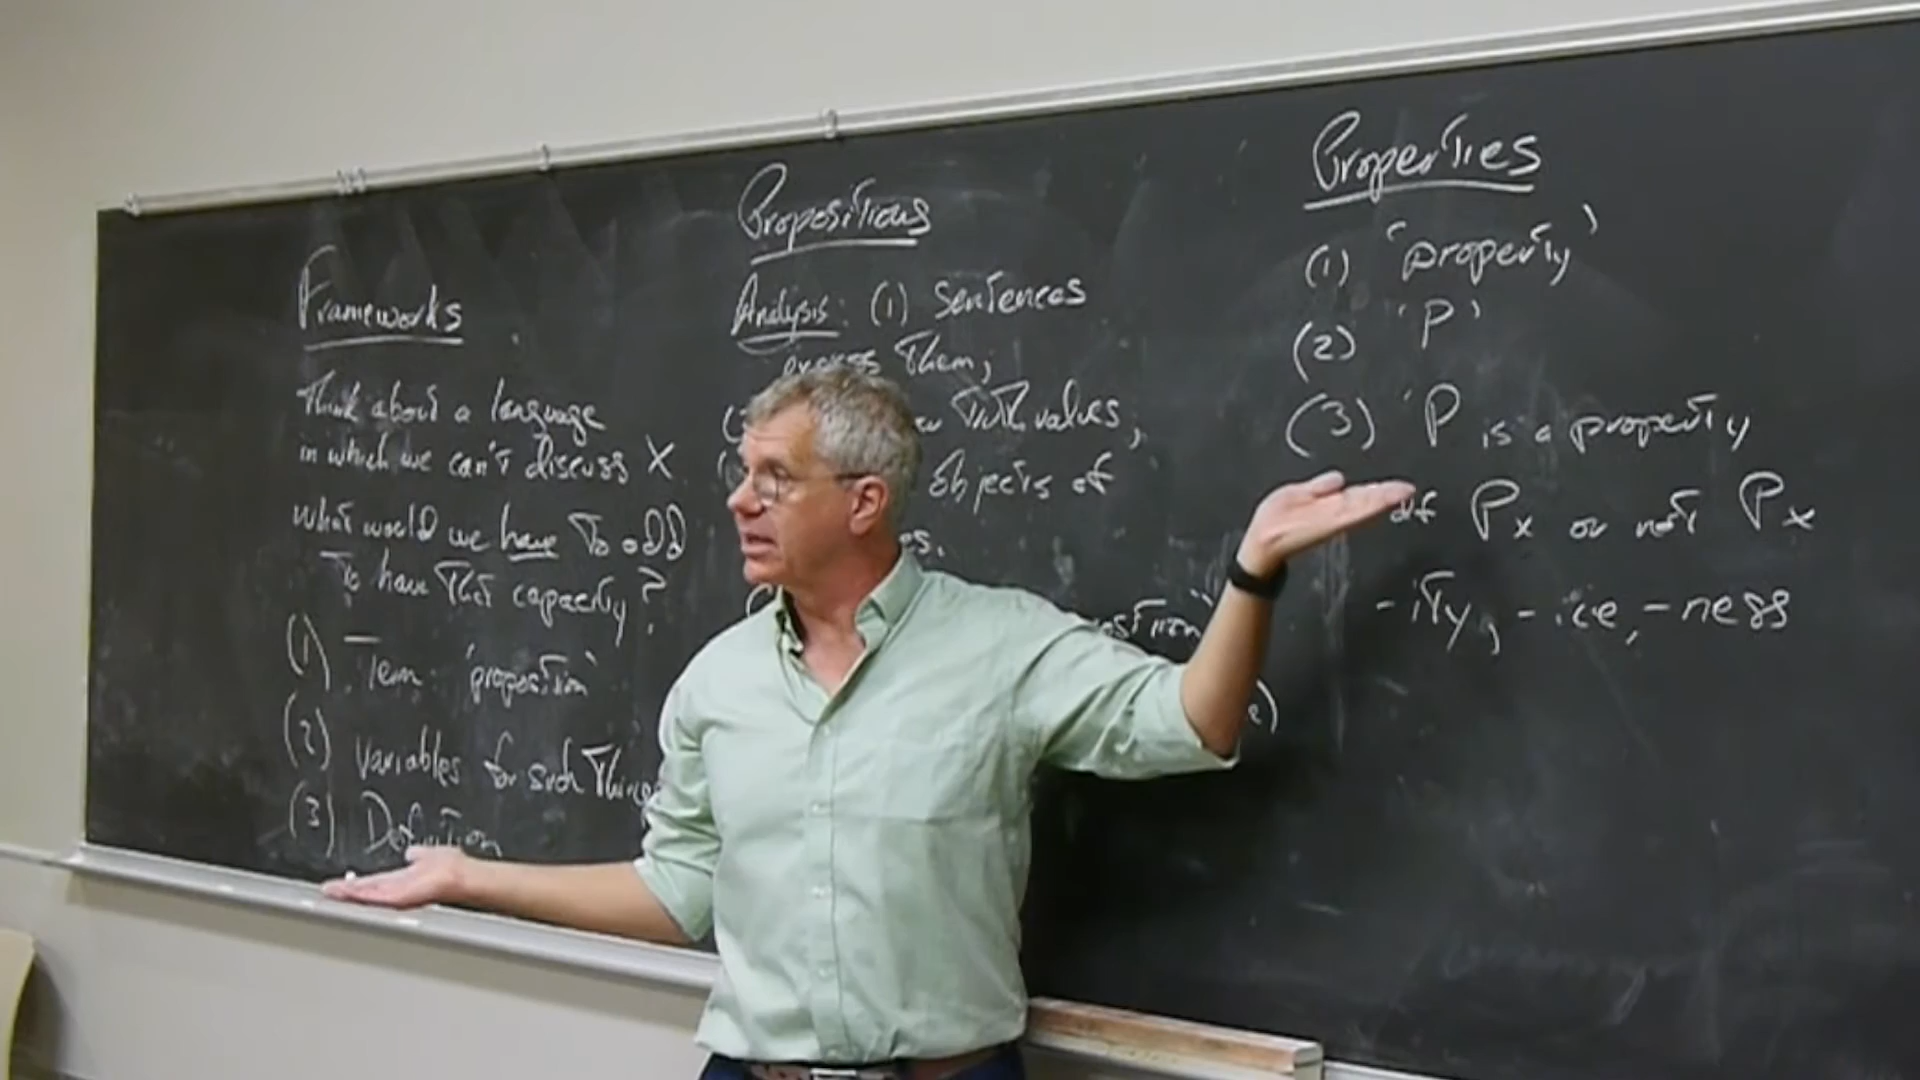 Frameworks
Think about a language
in which we can't discuss X
What would we have to add
to have that capacity?
(1) Term: 'proposition'
(2) variables for such things
(3) Definition
Propositions
Analysis: (1) sentences
express them;
truth values,
objects of
Properties
(1) 'property'
(2) 'P'
(3) 'P is a property
df Px or not Px
-ity, -ice, -ness